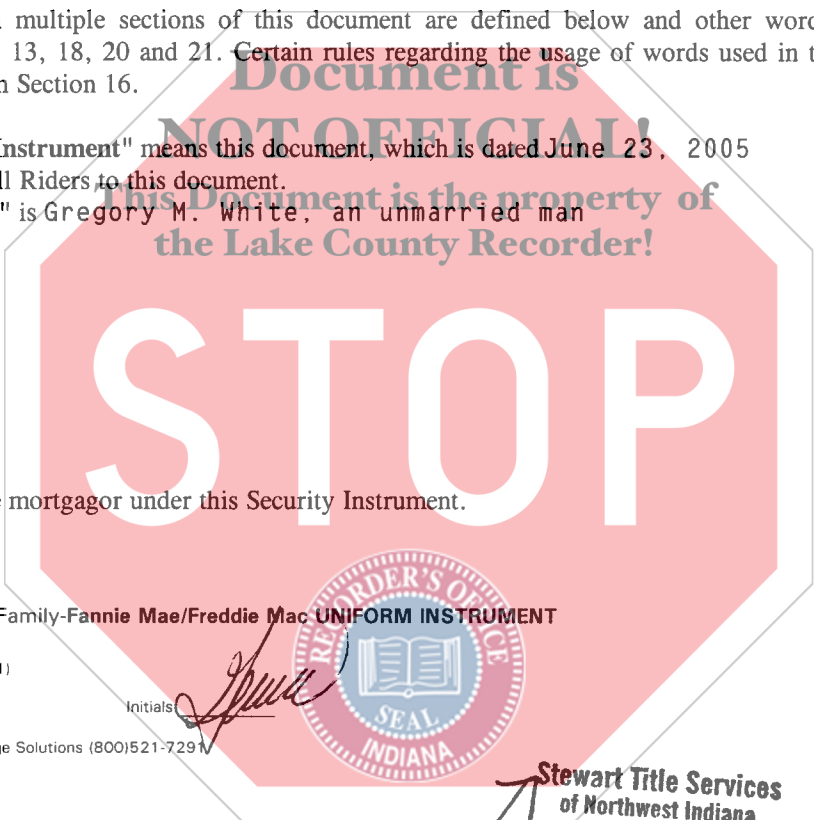 multiple sections of this document are defined below and other word
13, 18, 20 and 21. Certain rules regarding the usage of words used in t
n Section 16.
Document is
NOT OFFICIAL!
Instrument" means this document, which is dated June 23, 2005
ll Riders to this document.
This Document is the property of
" is Gregory M. White, an unmarried man
the Lake County Recorder!
STOP
mortgagor under this Security Instrument.
Family-Fannie Mae/Freddie Mac UNIFORM INSTRUMENT
Initials:
RECORDER'S OFFICE
SEAL
INDIANA
ge Solutions (800)521-7291
Stewart Title Services
of Northwest Indiana